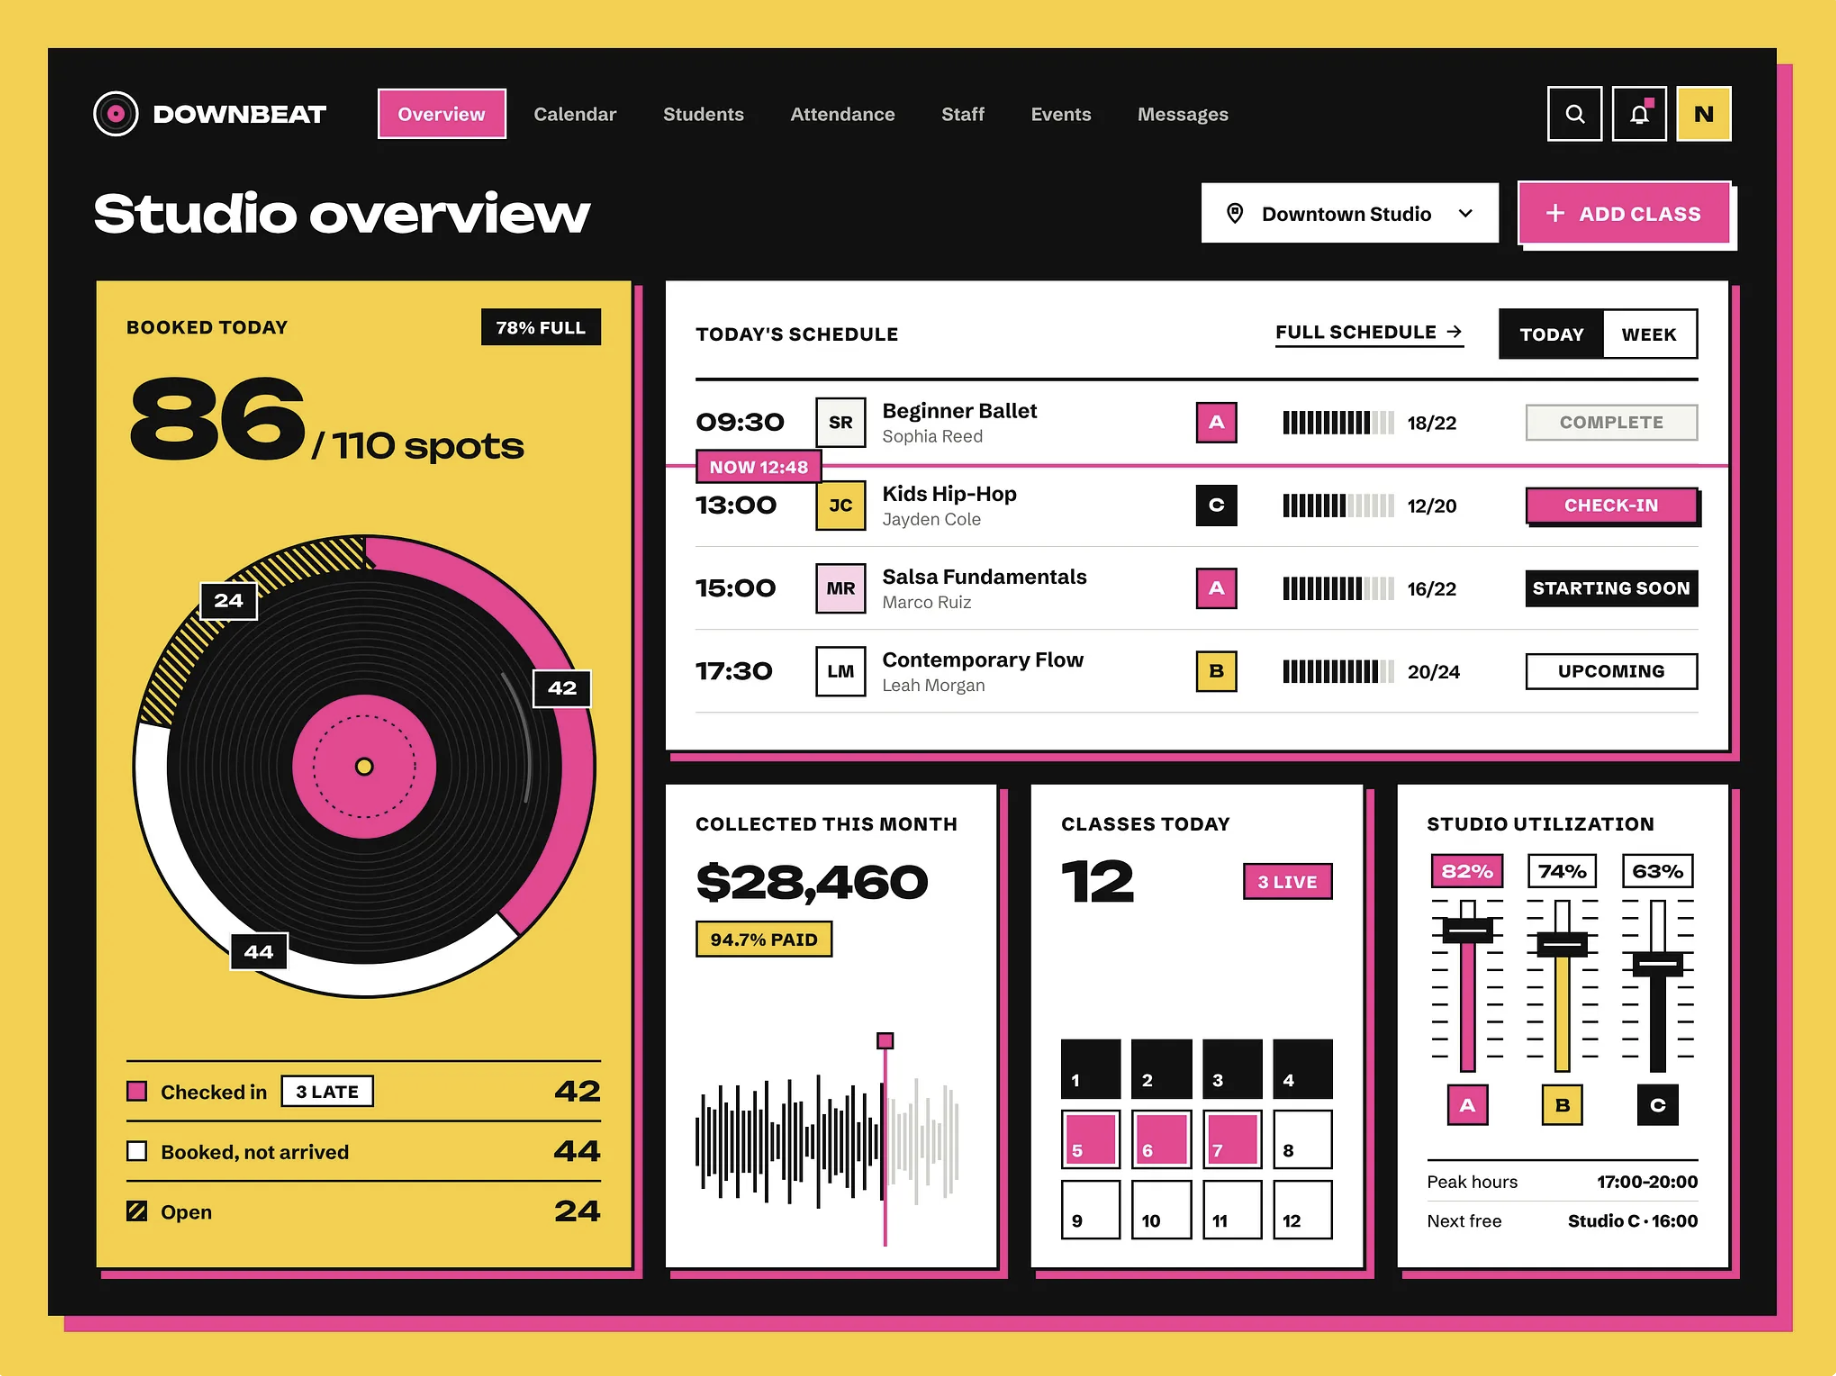 DOWNBEAT
Overview
Calendar
Students
Attendance
Staff
Events
Messages
N
Studio overview
Downtown Studio
+ ADD CLASS
BOOKED TODAY
78% FULL
86 / 110 spots
24
42
44
Checked in
3 LATE
42
Booked, not arrived
44
Open
24
TODAY'S SCHEDULE
FULL SCHEDULE →
TODAY
WEEK
09:30
SR
Beginner Ballet
Sophia Reed
A
18/22
COMPLETE
NOW 12:48
13:00
JC
Kids Hip-Hop
Jayden Cole
C
12/20
CHECK-IN
15:00
MR
Salsa Fundamentals
Marco Ruiz
A
16/22
STARTING SOON
17:30
LM
Contemporary Flow
Leah Morgan
B
20/24
UPCOMING
COLLECTED THIS MONTH
$28,460
94.7% PAID
CLASSES TODAY
12
3 LIVE
1
2
3
4
5
6
7
8
9
10
11
12
STUDIO UTILIZATION
82%
74%
63%
A
B
C
Peak hours
17:00-20:00
Next free
Studio C · 16:00